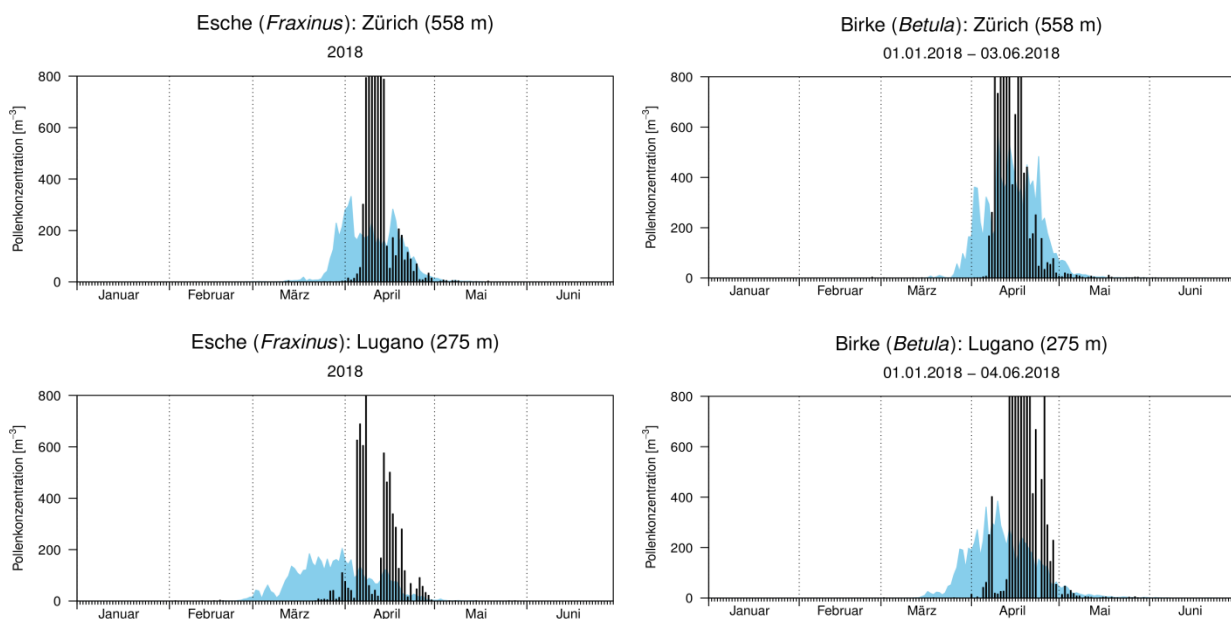 Esche (Fraxinus): Zürich (558 m)
2018
Pollenkonzentration [m⁻³]
800
600
400
200
0
Januar Februar März April Mai Juni
Birke (Betula): Zürich (558 m)
01.01.2018 − 03.06.2018
Pollenkonzentration [m⁻³]
800
600
400
200
0
Januar Februar März April Mai Juni
Esche (Fraxinus): Lugano (275 m)
2018
Pollenkonzentration [m⁻³]
800
600
400
200
0
Januar Februar März April Mai Juni
Birke (Betula): Lugano (275 m)
01.01.2018 − 04.06.2018
Pollenkonzentration [m⁻³]
800
600
400
200
0
Januar Februar März April Mai Juni